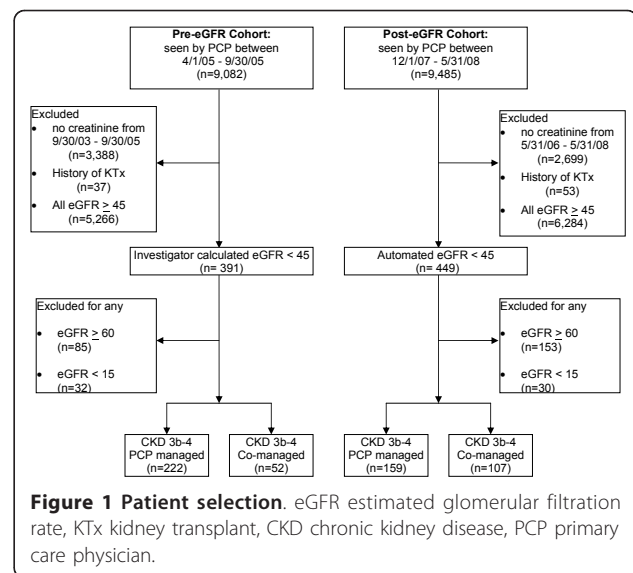 Pre-eGFR Cohort:
seen by PCP between
4/1/05 - 9/30/05
(n=9,082)
Post-eGFR Cohort:
seen by PCP between
12/1/07 - 5/31/08
(n=9,485)
Excluded
• no creatinine from
9/30/03 - 9/30/05
(n=3,388)
• History of KTx
(n=37)
• All eGFR ≥ 45
(n=5,266)
Excluded
• no creatinine from
5/31/06 - 5/31/08
(n=2,699)
• History of KTx
(n=53)
• All eGFR ≥ 45
(n=6,284)
Investigator calculated eGFR < 45
(n= 391)
Automated eGFR < 45
(n= 449)
Excluded for any
• eGFR ≥ 60
(n=85)
• eGFR < 15
(n=32)
Excluded for any
• eGFR ≥ 60
(n=153)
• eGFR < 15
(n=30)
CKD 3b-4
PCP managed
(n=222)
CKD 3b-4
Co-managed
(n=52)
CKD 3b-4
PCP managed
(n=159)
CKD 3b-4
Co-managed
(n=107)
Figure 1 Patient selection. eGFR estimated glomerular filtration
rate, KTx kidney transplant, CKD chronic kidney disease, PCP primary
care physician.